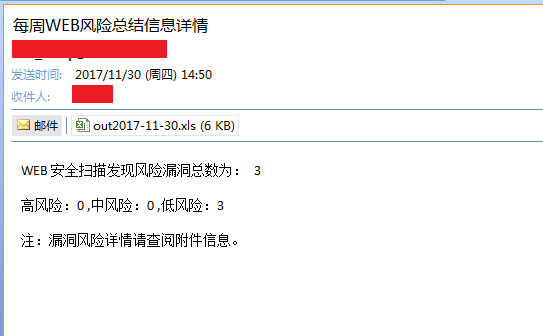 每周WEB风险总结信息详情
发送时间: 2017/11/30 (周四) 14:50
收件人:
邮件 out2017-11-30.xls (6 KB)
WEB安全扫描发现风险漏洞总数为： 3
高风险：0 ,中风险：0 ,低风险：3
注：漏洞风险详情请查阅附件信息。